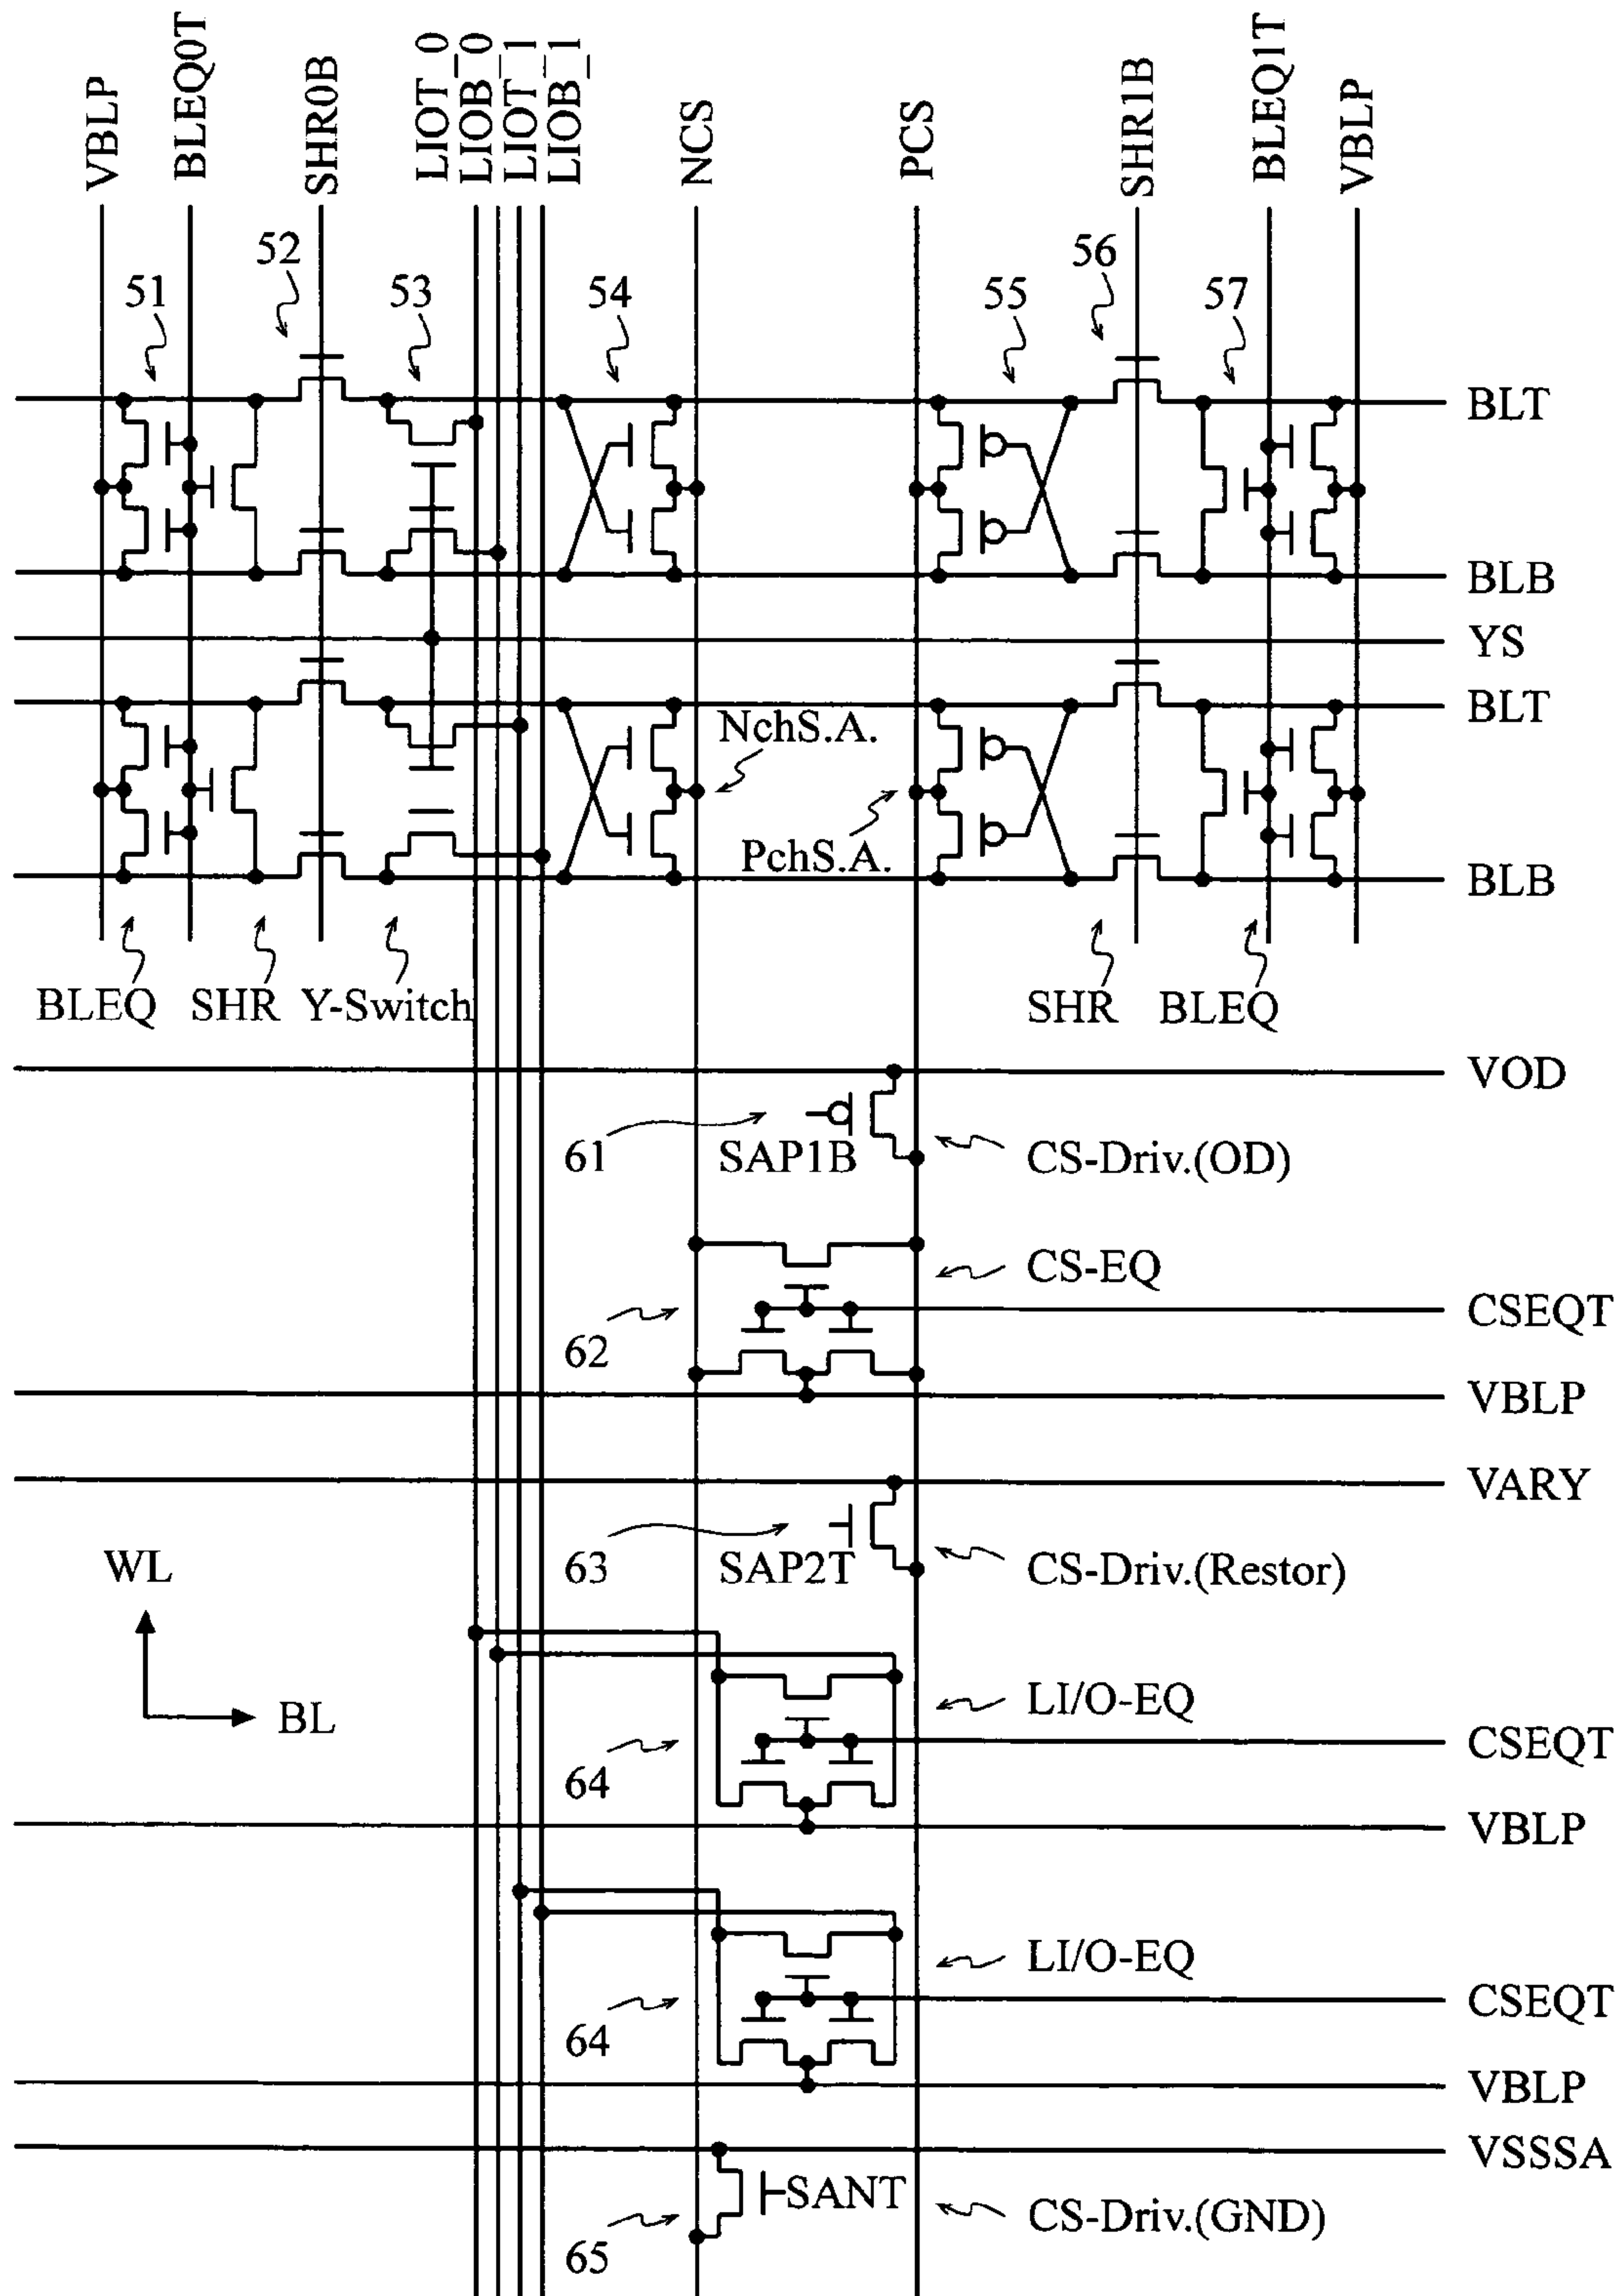 VBLP
BLEQ0T
SHR0B
LIOT_0
LIOB_0
LIOT_1
LIOB_1
NCS
PCS
SHR1B
BLEQ1T
VBLP
51
52
53
54
55
56
57
BLT
BLB
YS
BLT
NchS.A.
PchS.A.
BLB
BLEQ
SHR
Y-Switch
SHR
BLEQ
VOD
61
SAP1B
CS-Driv.(OD)
CS-EQ
CSEQT
62
VBLP
VARY
63
SAP2T
CS-Driv.(Restor)
WL
BL
LI/O-EQ
CSEQT
64
VBLP
LI/O-EQ
CSEQT
64
VBLP
VSSSA
SANT
CS-Driv.(GND)
65